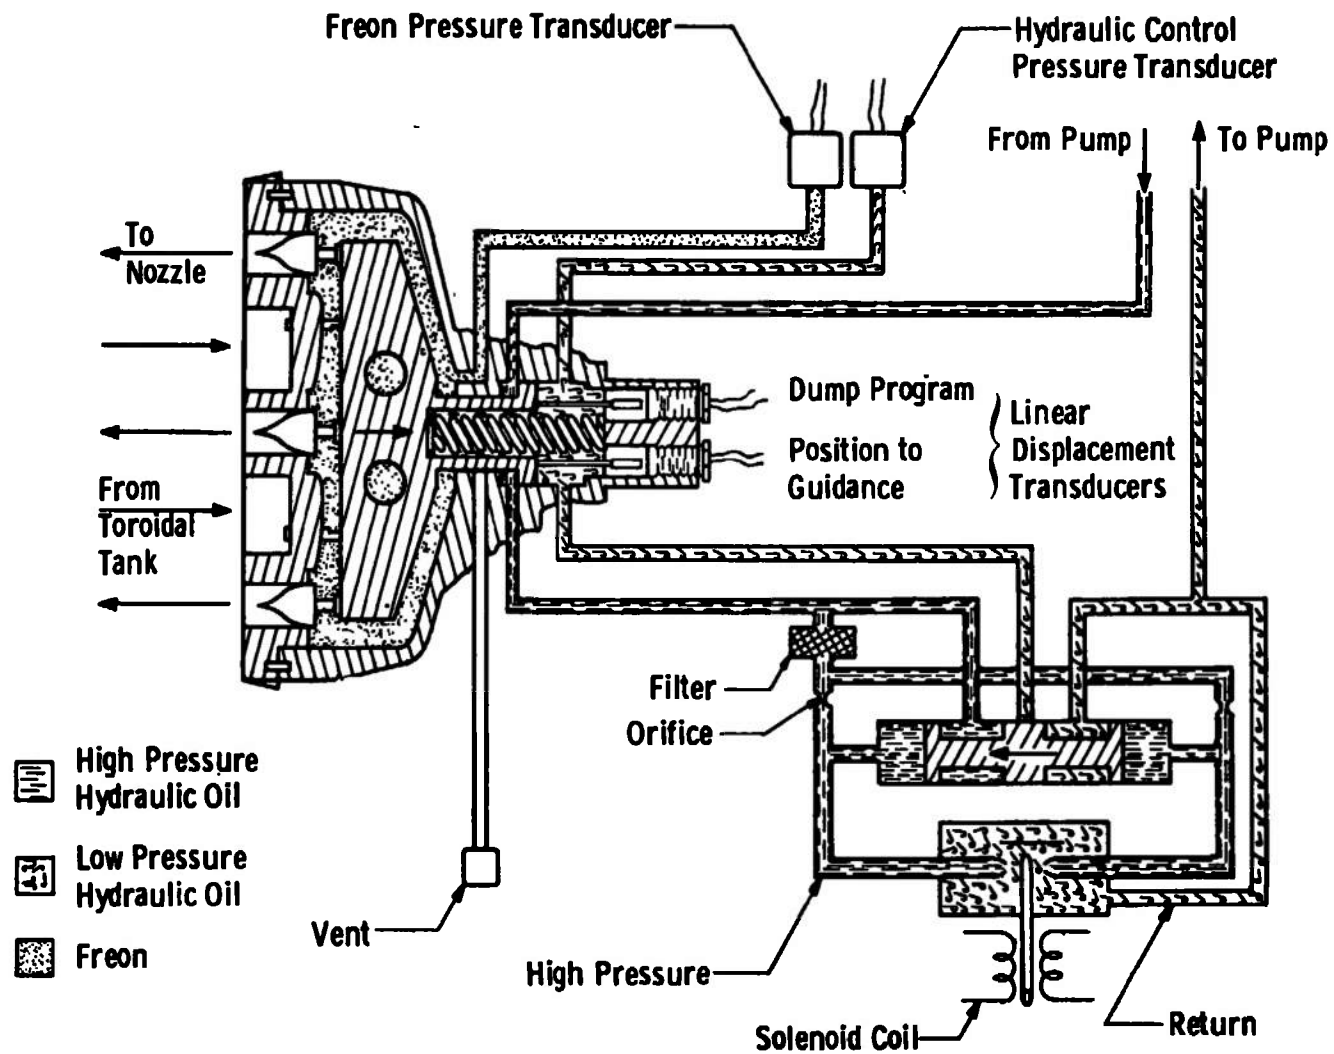 Freon Pressure Transducer
Hydraulic Control
Pressure Transducer
From Pump
To Pump
To
Nozzle
Dump Program
Position to
Guidance
Linear
Displacement
Transducers
From
Toroidal
Tank
Filter
Orifice
High Pressure
Hydraulic Oil
Low Pressure
Hydraulic Oil
Freon
Vent
High Pressure
Solenoid Coil
Return